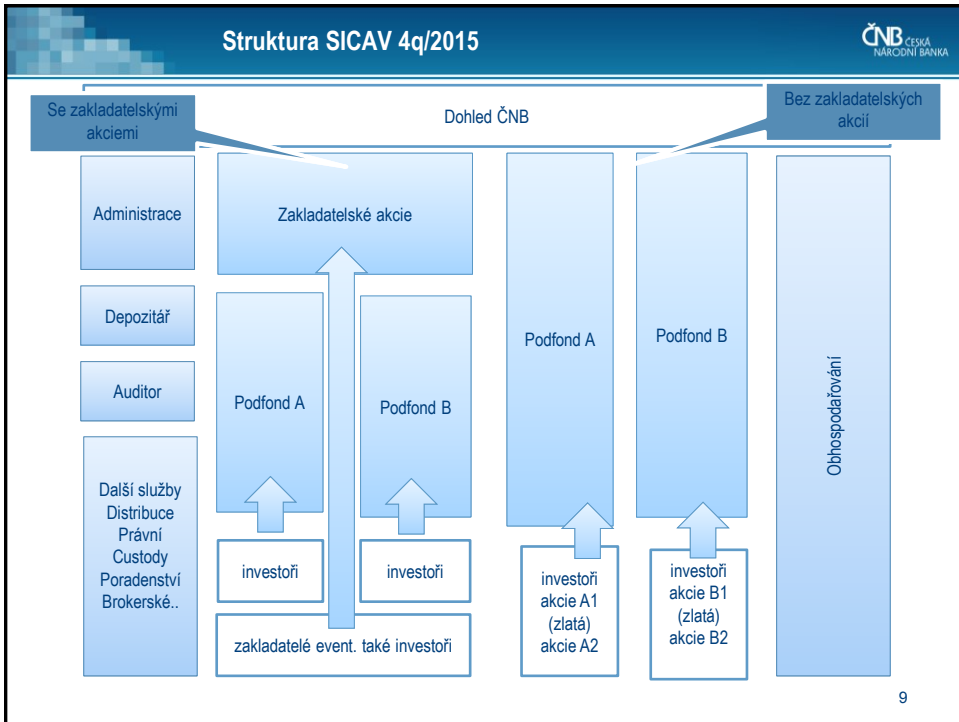 Struktura SICAV 4q/2015
ČNB ČESKÁ
NÁRODNÍ BANKA
Se zakladatelskými
akciemi
Dohled ČNB
Bez zakladatelských
akcií
Administrace
Zakladatelské akcie
Depozitář
Auditor
Podfond A
Podfond B
Podfond A
Podfond B
Obhospodařování
Další služby
Distribuce
Právní
Custody
Poradenství
Brokerské..
investoři
investoři
zakladatelé event. také investoři
investoři
akcie A1
(zlatá)
akcie A2
investoři
akcie B1
(zlatá)
akcie B2
9